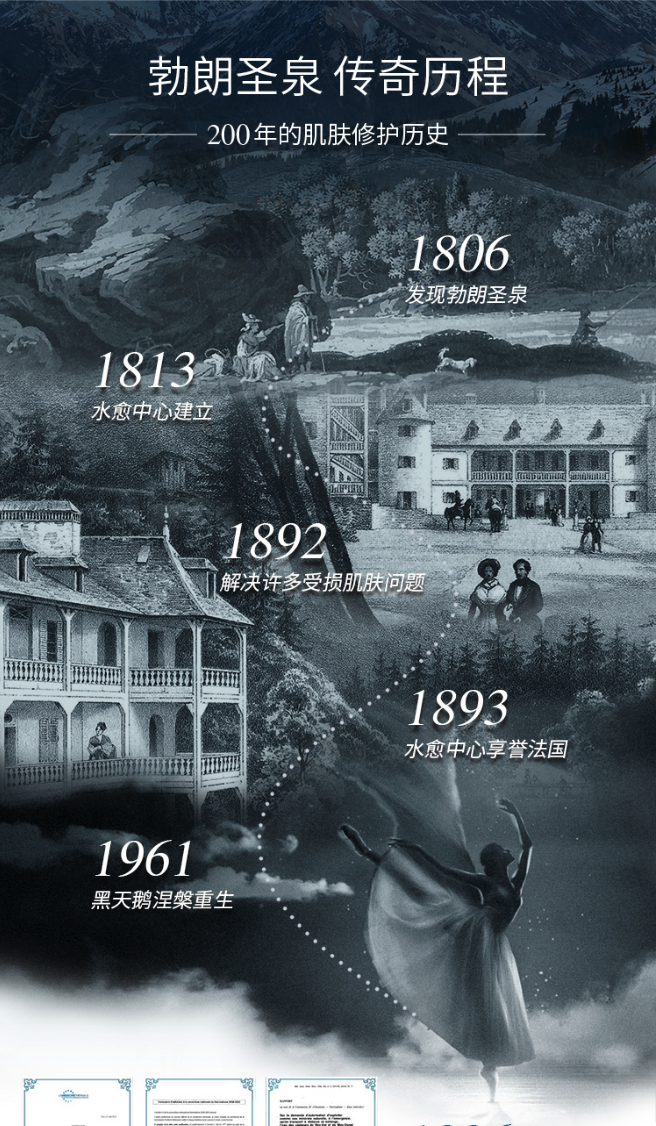 勃朗圣泉 传奇历程
200年的肌肤修护历史
1806
发现勃朗圣泉
1813
水愈中心建立
1892
解决许多受损肌肤问题
1893
水愈中心享誉法国
1961
黑天鹅涅槃重生